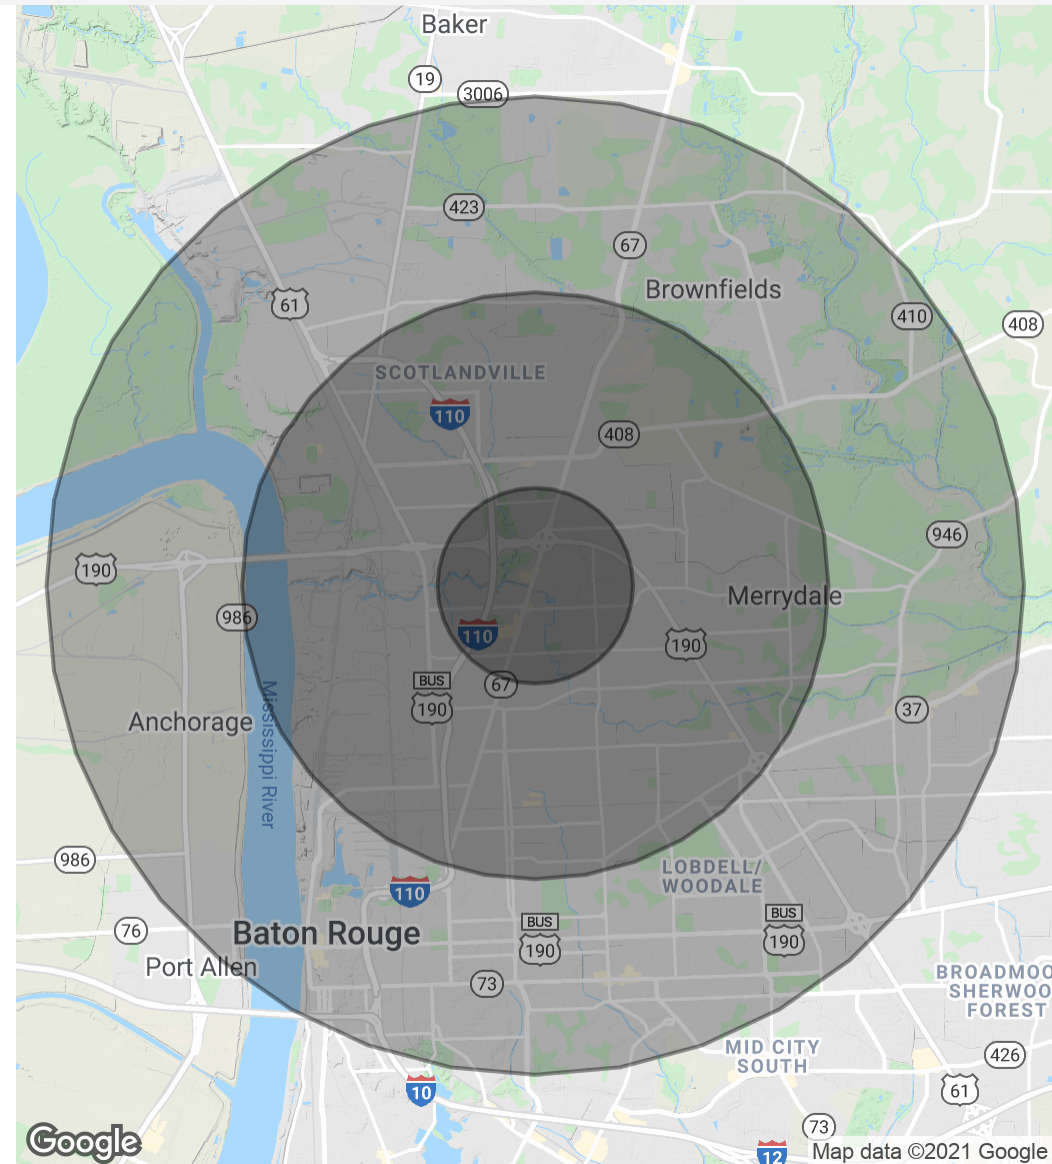 Baker
19
3006
423
67
61
Brownfields
410
408
SCOTLANDVILLE
110
408
946
190
Merrydale
986
110
190
BUS
190
67
Mississippi River
Anchorage
37
986
LOBDELL/
WOODALE
110
BUS
190
BUS
190
76
Baton Rouge
Port Allen
73
BROADMOO
SHERWOO
FOREST
MID CITY
SOUTH
426
10
61
73
12
Google
Map data ©2021 Google